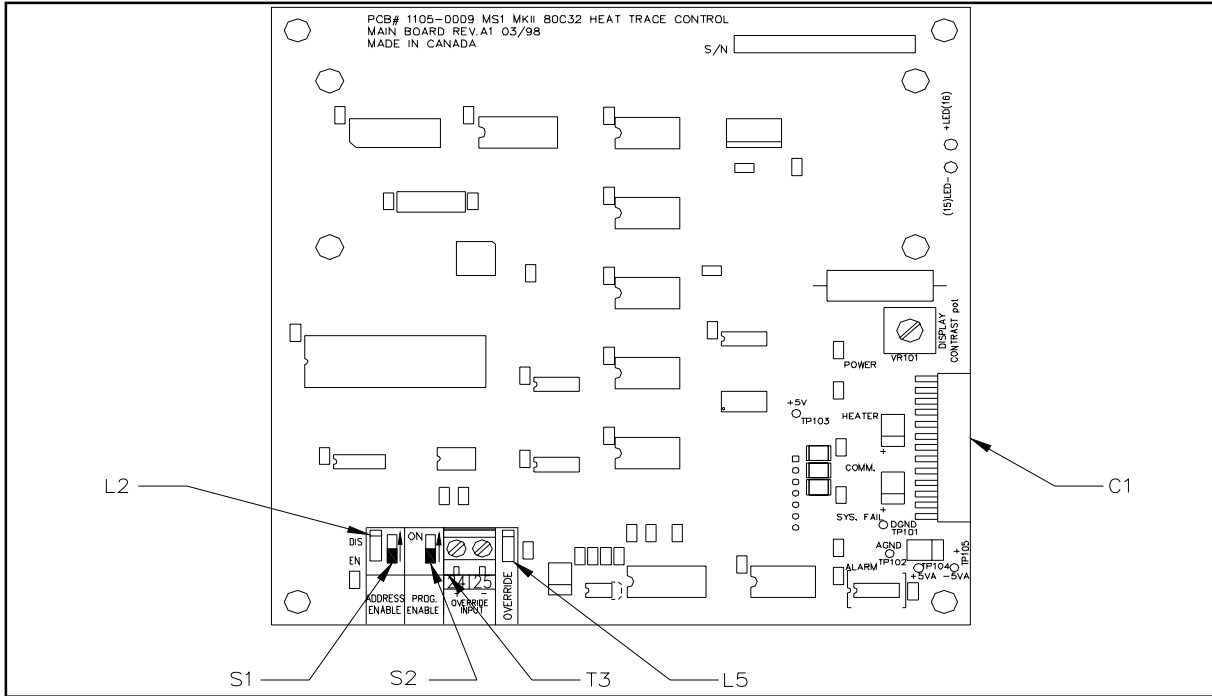 PCB# 1105-0009 MS1 MKII 80C32 HEAT TRACE CONTROL
MAIN BOARD REV.A1 03/98
MADE IN CANADA
S/N
+LED(16)
(15)LED-
DISPLAY
CONTRAST pot
VR101
POWER
+5V
TP103
HEATER
+
COMM.
C1
L2
+
SYS. FAIL
DGND
TP101
DIS
ON
EN
AGND
TP102
TP104
+
TP105
+5VA
-5VA
ALARM
24
25
+
-
ADDRESS
ENABLE
PROG.
ENABLE
OVERRIDE
INPUT
OVERRIDE
S1
S2
T3
L5